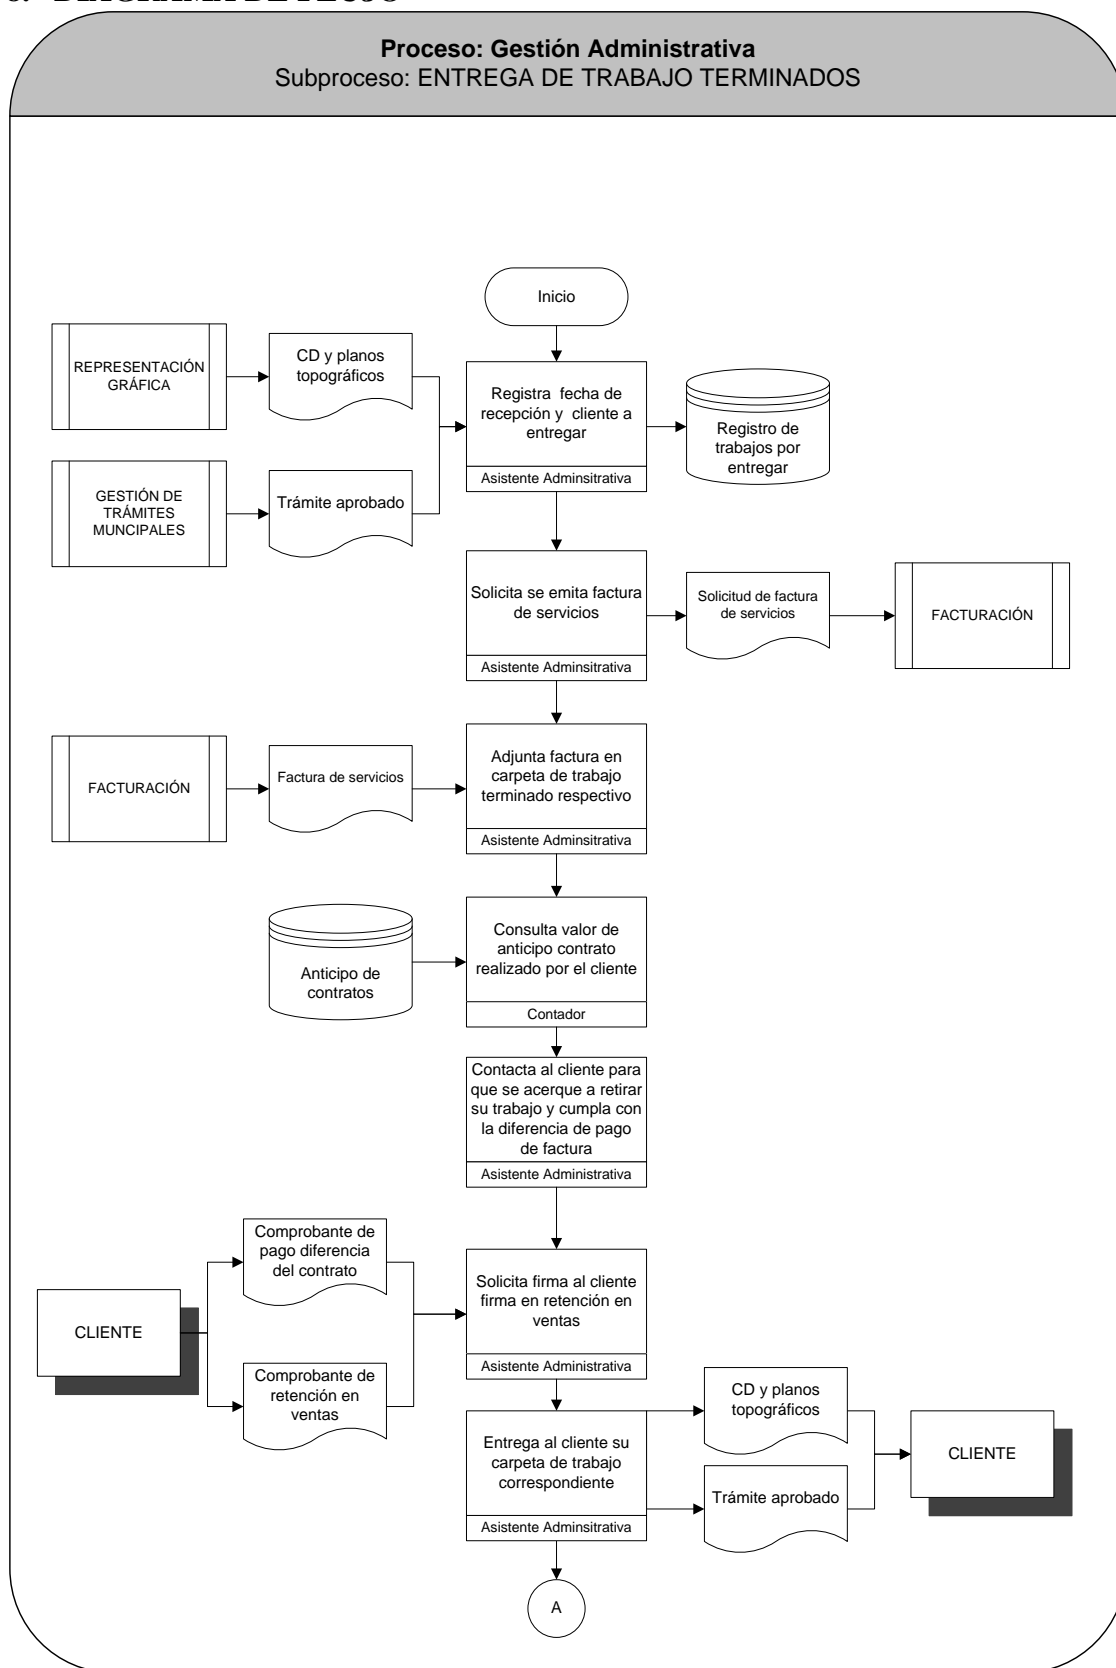 Proceso: Gestión Administrativa
Subproceso: ENTREGA DE TRABAJO TERMINADOS
Inicio
REPRESENTACIÓN
GRÁFICA
CD y planos
topográficos
Registra fecha de
recepción y cliente a
entregar
Asistente Adminsitrativa
Registro de
trabajos por
entregar
GESTIÓN DE
TRÁMITES
MUNCIPALES
Trámite aprobado
Solicita se emita factura
de servicios
Asistente Adminsitrativa
Solicitud de factura
de servicios
FACTURACIÓN
FACTURACIÓN
Factura de servicios
Adjunta factura en
carpeta de trabajo
terminado respectivo
Asistente Adminsitrativa
Anticipo de
contratos
Consulta valor de
anticipo contrato
realizado por el cliente
Contador
Contacta al cliente para
que se acerque a retirar
su trabajo y cumpla con
la diferencia de pago
de factura
Asistente Administrativa
CLIENTE
Comprobante de
pago diferencia
del contrato
Comprobante de
retención en
ventas
Solicita firma al cliente
firma en retención en
ventas
Asistente Administrativa
Entrega al cliente su
carpeta de trabajo
correspondiente
Asistente Adminsitrativa
CD y planos
topográficos
Trámite aprobado
CLIENTE
A